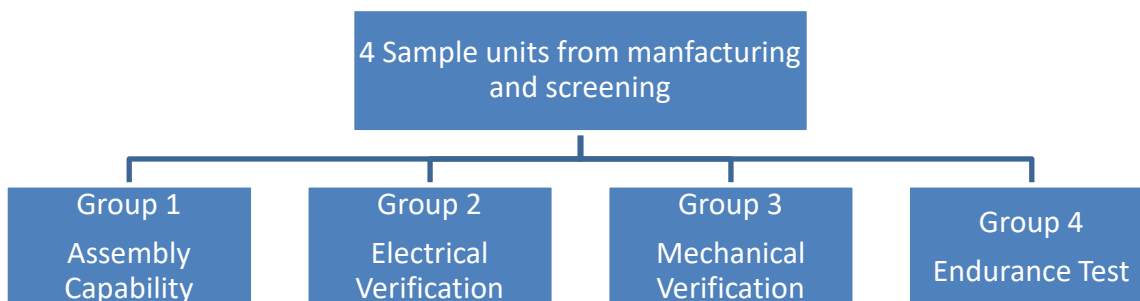 4 Sample units from manfacturing
and screening
Group 1
Assembly
Capability
Group 2
Electrical
Verification
Group 3
Mechanical
Verification
Group 4
Endurance Test